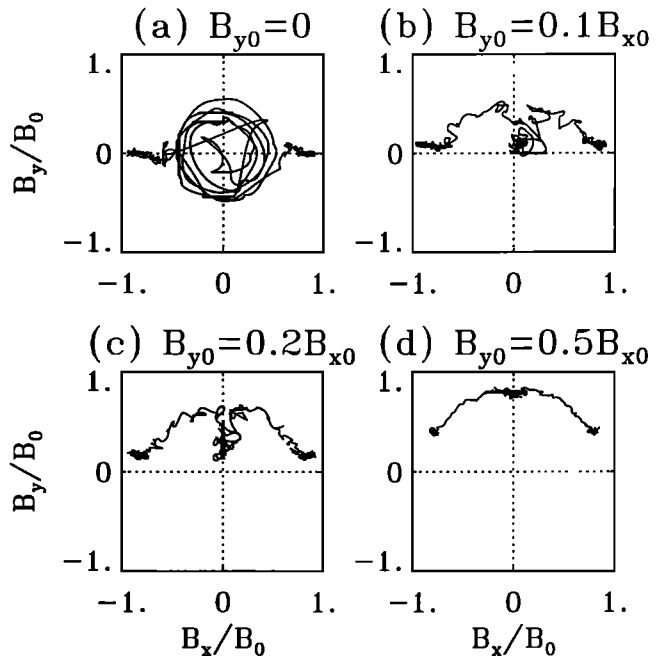 (a) B_y0=0
(b) B_y0=0.1B_x0
1.
0
−1.
B_y/B_0
−1. 0 1.
1.
0
−1.
−1. 0 1.
(c) B_y0=0.2B_x0
(d) B_y0=0.5B_x0
1.
0
−1.
B_y/B_0
−1. 0 1.
B_x/B_0
1.
0
−1.
−1. 0 1.
B_x/B_0